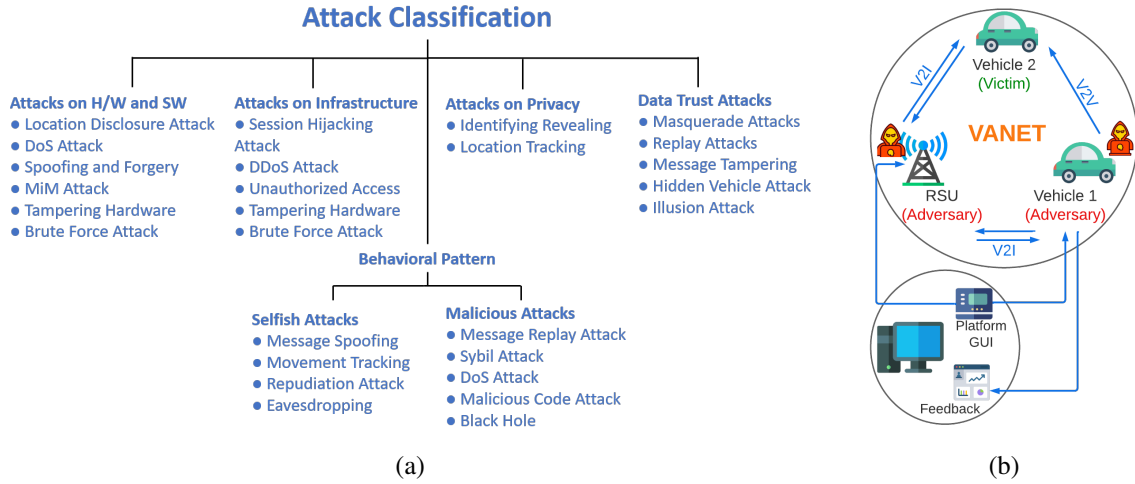 Attack Classification
Attacks on H/W and SW
● Location Disclosure Attack
● DoS Attack
● Spoofing and Forgery
● MiM Attack
● Tampering Hardware
● Brute Force Attack
Attacks on Infrastructure
● Session Hijacking
Attack
● DDoS Attack
● Unauthorized Access
● Tampering Hardware
● Brute Force Attack
Attacks on Privacy
● Identifying Revealing
● Location Tracking
Data Trust Attacks
● Masquerade Attacks
● Replay Attacks
● Message Tampering
● Hidden Vehicle Attack
● Illusion Attack
Behavioral Pattern
Selfish Attacks
● Message Spoofing
● Movement Tracking
● Repudiation Attack
● Eavesdropping
Malicious Attacks
● Message Replay Attack
● Sybil Attack
● DoS Attack
● Malicious Code Attack
● Black Hole
(a)
Vehicle 2
(Victim)
V2I
V2V
VANET
RSU
(Adversary)
Vehicle 1
(Adversary)
V2I
Platform
GUI
Feedback
(b)